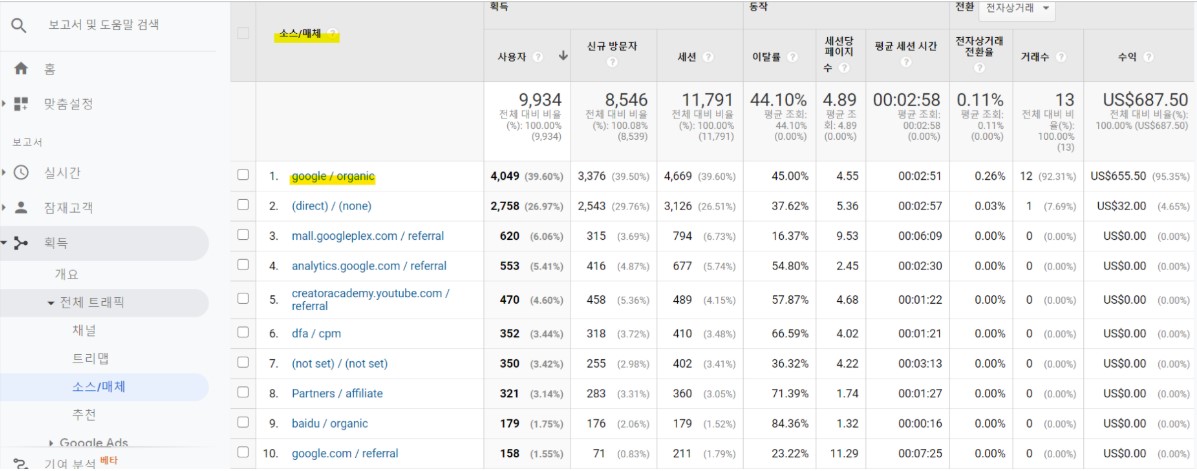 검색 및 도움말 검색
홈
맞춤설정
보고서
실시간
잠재고객
획득
개요
전체 트래픽
채널
트리맵
소스/매체
추천
Google Ads
기여 분석 베타
소스/매체 ?
획득
동작
전환 전자상거래
사용자 ?
신규 방문자 ?
세션 ?
이탈률 ?
세션당 페이지수 ?
평균 세션 시간 ?
전자상거래 전환율 ?
거래수 ?
수익 ?
9,934 전체 대비 비율(%): 100.00% (9,934)
8,546 전체 대비 비율(%): 100.08% (8,539)
11,791 전체 대비 비율(%): 100.00% (11,791)
44.10% 평균 조회: 44.10% (0.00%)
4.89 평균 조회: 4.89 (0.00%)
00:02:58 평균 조회: 00:02:58 (0.00%)
0.11% 평균 조회: 0.11% (0.00%)
13 전체 대비 비율(%): 100.00% (13)
US$687.50 전체 대비 비율(%): 100.00% (US$687.50)
1. google / organic 4,049 (39.60%) 3,376 (39.50%) 4,669 (39.60%) 45.00% 4.55 00:02:51 0.26% 12 (92.31%) US$655.50 (95.35%)
2. (direct) / (none) 2,758 (26.97%) 2,543 (29.76%) 3,126 (26.51%) 37.62% 5.36 00:02:57 0.03% 1 (7.69%) US$32.00 (4.65%)
3. mall.googleplex.com / referral 620 (6.06%) 315 (3.69%) 794 (6.73%) 16.37% 9.53 00:06:09 0.00% 0 (0.00%) US$0.00 (0.00%)
4. analytics.google.com / referral 553 (5.41%) 416 (4.87%) 677 (5.74%) 54.80% 2.45 00:02:30 0.00% 0 (0.00%) US$0.00 (0.00%)
5. creatoracademy.youtube.com / referral 470 (4.60%) 458 (5.36%) 489 (4.15%) 57.87% 4.68 00:01:22 0.00% 0 (0.00%) US$0.00 (0.00%)
6. dfa / cpm 352 (3.44%) 318 (3.72%) 410 (3.48%) 66.59% 4.02 00:01:21 0.00% 0 (0.00%) US$0.00 (0.00%)
7. (not set) / (not set) 350 (3.42%) 255 (2.98%) 402 (3.41%) 36.32% 4.22 00:03:13 0.00% 0 (0.00%) US$0.00 (0.00%)
8. Partners / affiliate 321 (3.14%) 283 (3.31%) 360 (3.05%) 71.39% 1.74 00:01:27 0.00% 0 (0.00%) US$0.00 (0.00%)
9. baidu / organic 179 (1.75%) 176 (2.06%) 179 (1.52%) 84.36% 1.32 00:00:16 0.00% 0 (0.00%) US$0.00 (0.00%)
10. google.com / referral 158 (1.55%) 71 (0.83%) 211 (1.79%) 23.22% 11.29 00:07:25 0.00% 0 (0.00%) US$0.00 (0.00%)